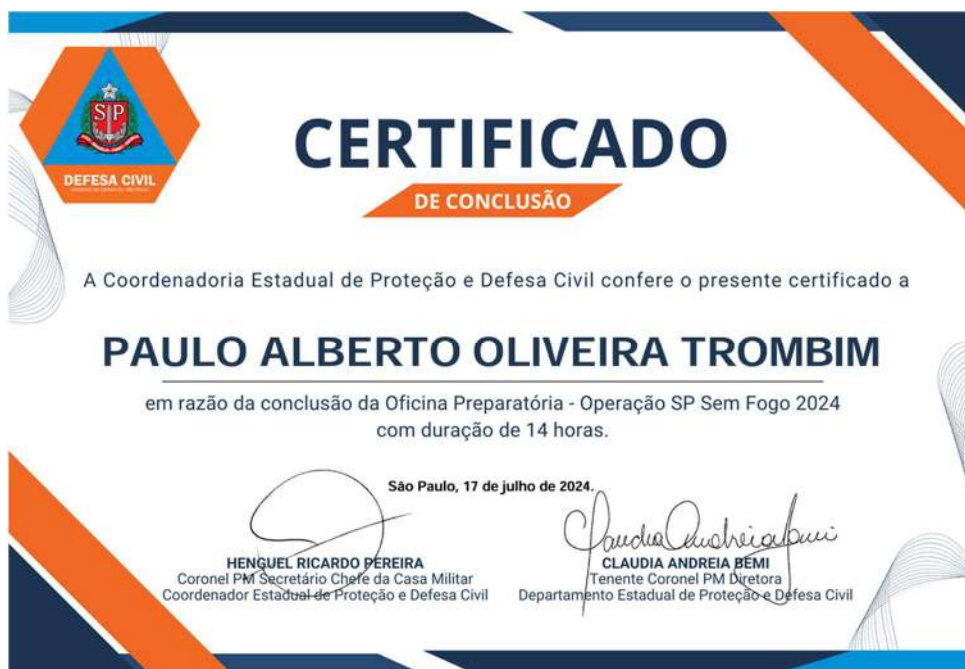 SP
DEFESA CIVIL
CERTIFICADO
DE CONCLUSÃO
A Coordenadoria Estadual de Proteção e Defesa Civil confere o presente certificado a
PAULO ALBERTO OLIVEIRA TROMBIM
em razão da conclusão da Oficina Preparatória - Operação SP Sem Fogo 2024
com duração de 14 horas.
São Paulo, 17 de julho de 2024.
HENGUEL RICARDO PEREIRA
Coronel PM Secretário Chefe da Casa Militar
Coordenador Estadual de Proteção e Defesa Civil
CLAUDIA ANDREIA BEMI
Tenente Coronel PM Diretora
Departamento Estadual de Proteção e Defesa Civil